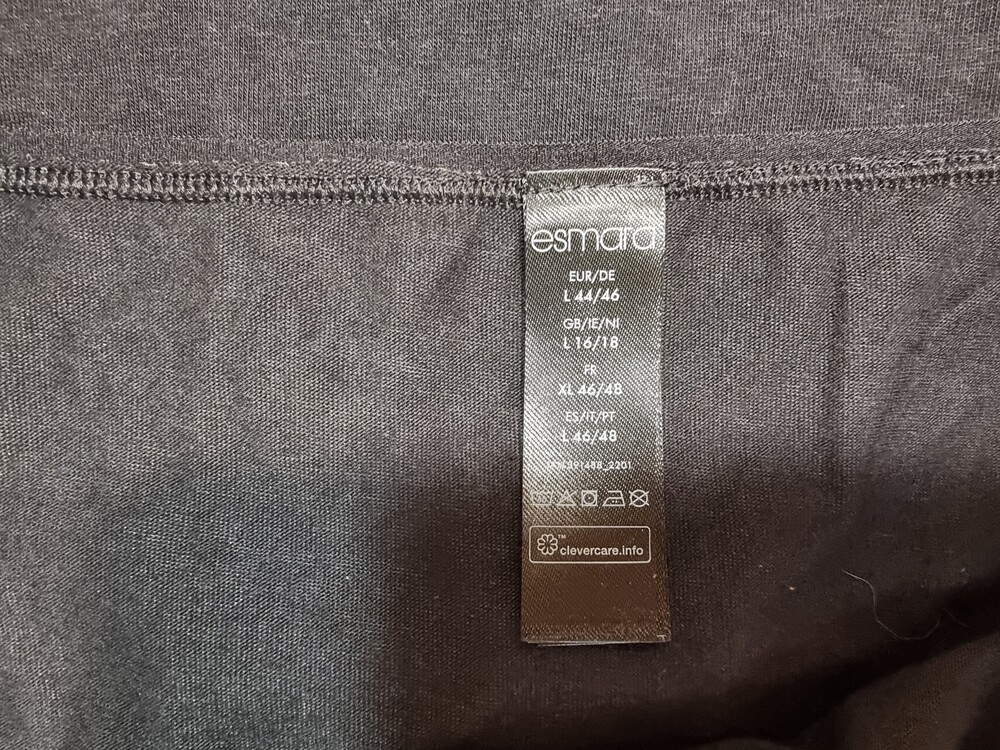 esmara
EUR/DE
L 44/46
GB/IE/NI
L 16/18
FR
XL 46/48
ES/IT/PT
L 46/48
clevercare.info